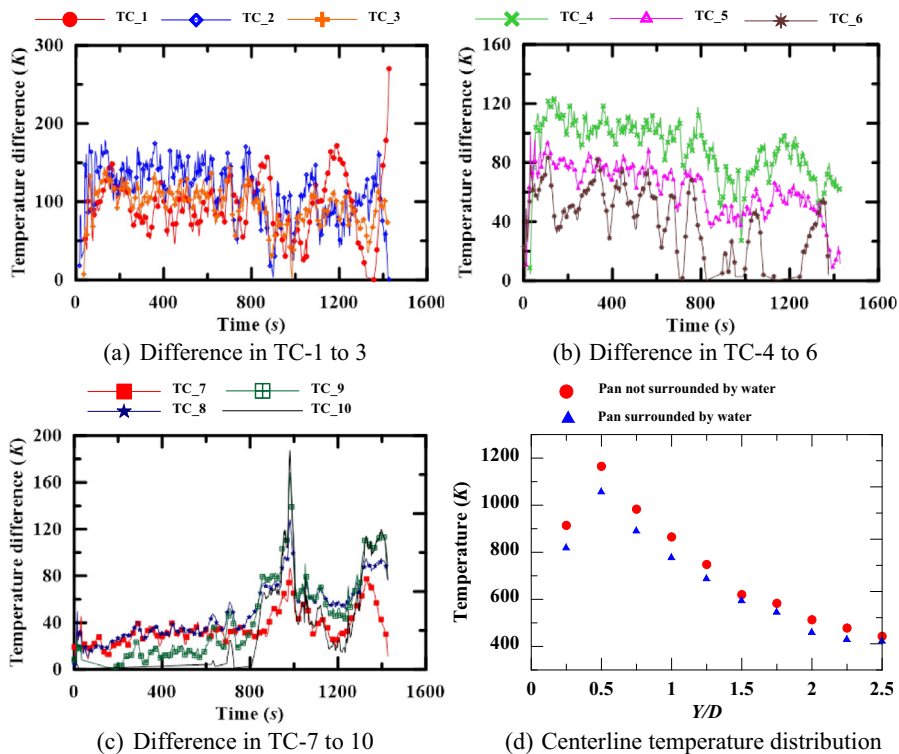 TC_1 TC_2 TC_3
300
200
100
0
Temperature difference (K)
0 400 800 1200 1600
Time (s)
(a) Difference in TC-1 to 3
TC_4 TC_5 TC_6
160
120
80
40
0
Temperature difference (K)
0 400 800 1200 1600
Time (s)
(b) Difference in TC-4 to 6
TC_7 TC_9
TC_8 TC_10
200
160
120
80
40
0
Temperature difference (K)
0 400 800 1200 1600
Time (s)
(c) Difference in TC-7 to 10
Pan not surrounded by water
Pan surrounded by water
1200
1000
800
600
400
Temperature (K)
0 0.5 1 1.5 2 2.5
Y/D
(d) Centerline temperature distribution